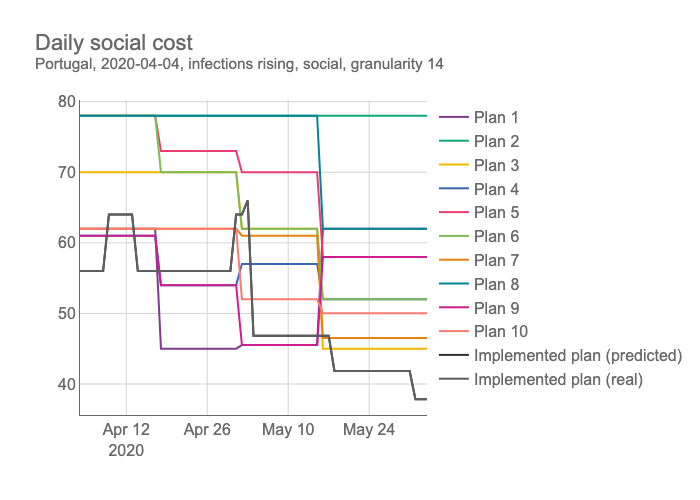 Daily social cost
Portugal, 2020-04-04, infections rising, social, granularity 14
80
70
60
50
40
Apr 12
2020
Apr 26
May 10
May 24
Plan 1
Plan 2
Plan 3
Plan 4
Plan 5
Plan 6
Plan 7
Plan 8
Plan 9
Plan 10
Implemented plan (predicted)
Implemented plan (real)